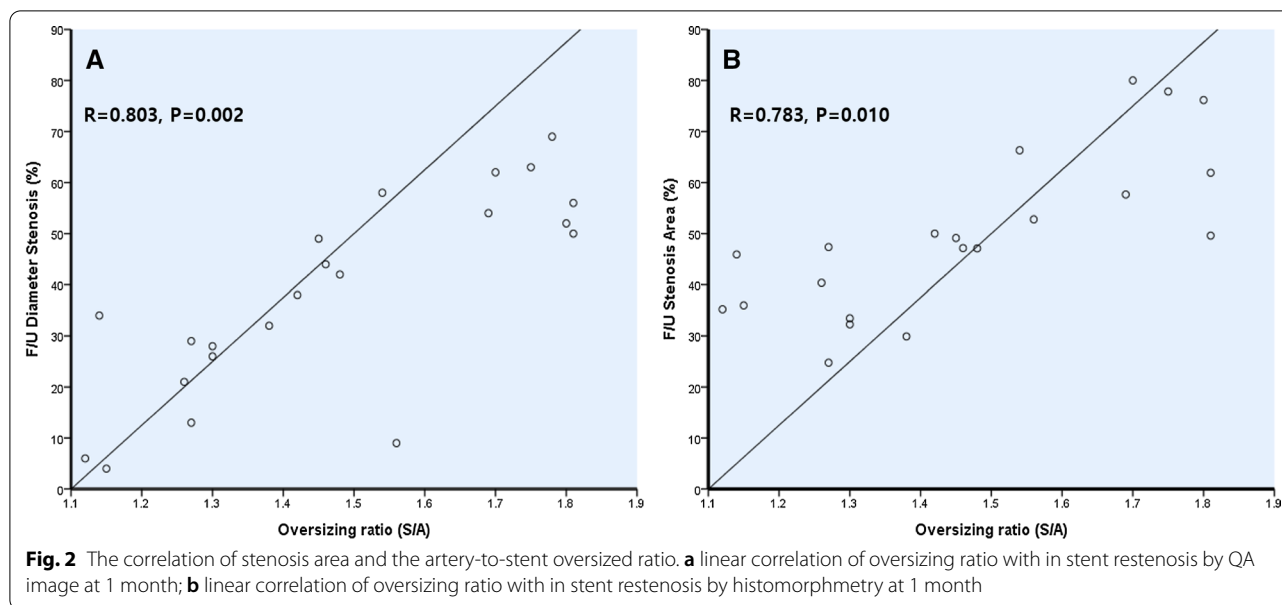 A
R=0.803, P=0.002
F/U Diameter Stenosis (%)
90
80
70
60
50
40
30
20
10
0
1.1 1.2 1.3 1.4 1.5 1.6 1.7 1.8 1.9
Oversizing ratio (S/A)
B
R=0.783, P=0.010
F/U Stenosis Area (%)
90
80
70
60
50
40
30
20
10
0
1.1 1.2 1.3 1.4 1.5 1.6 1.7 1.8 1.9
Oversizing ratio (S/A)
Fig. 2 The correlation of stenosis area and the artery-to-stent oversized ratio. a linear correlation of oversizing ratio with in stent restenosis by QA
image at 1 month; b linear correlation of oversizing ratio with in stent restenosis by histomorphmetry at 1 month